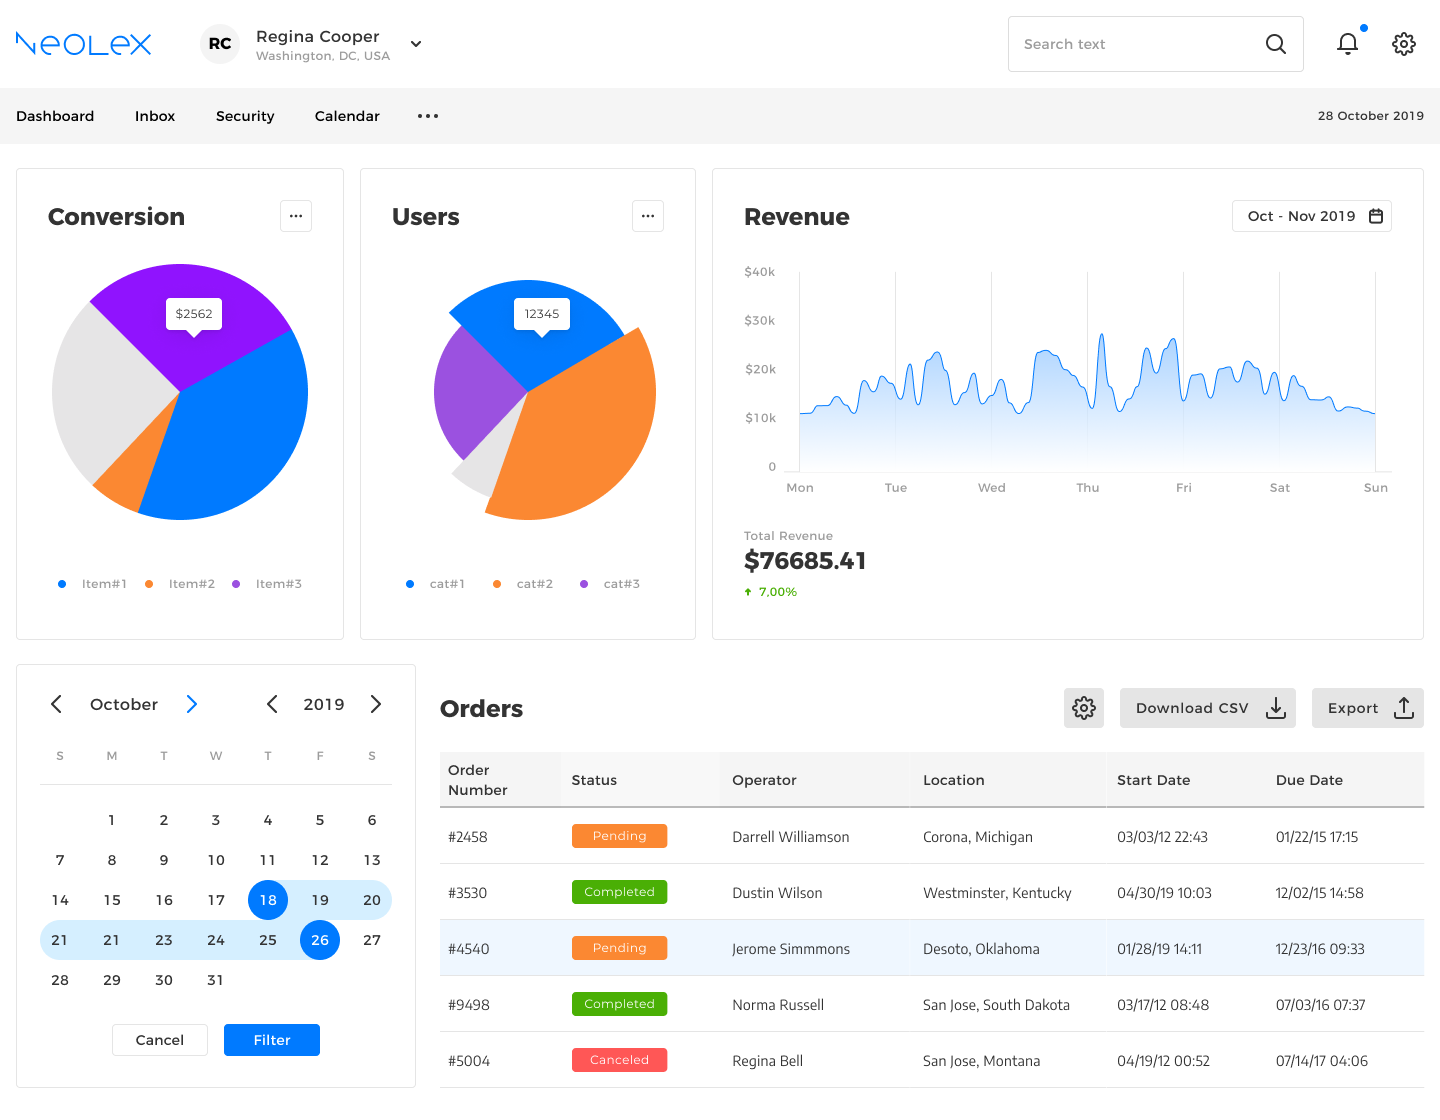 NEOLEX
RC
Regina Cooper
Washington, DC, USA
Search text
Dashboard Inbox Security Calendar
28 October 2019
Conversion
$2562
Item#1 Item#2 Item#3
Users
12345
cat#1 cat#2 cat#3
Revenue
Oct - Nov 2019
$40k
$30k
$20k
$10k
0
Mon Tue Wed Thu Fri Sat Sun
Total Revenue
$76685.41
7,00%
October 2019
S M T W T F S
1 2 3 4 5 6
7 8 9 10 11 12 13
14 15 16 17 18 19 20
21 21 23 24 25 26 27
28 29 30 31
Cancel Filter
Orders
Download CSV
Export
Order
Number
Status Operator Location Start Date Due Date
#2458 Pending Darrell Williamson Corona, Michigan 03/03/12 22:43 01/22/15 17:15
#3530 Completed Dustin Wilson Westminster, Kentucky 04/30/19 10:03 12/02/15 14:58
#4540 Pending Jerome Simmmons Desoto, Oklahoma 01/28/19 14:11 12/23/16 09:33
#9498 Completed Norma Russell San Jose, South Dakota 03/17/12 08:48 07/03/16 07:37
#5004 Canceled Regina Bell San Jose, Montana 04/19/12 00:52 07/14/17 04:06